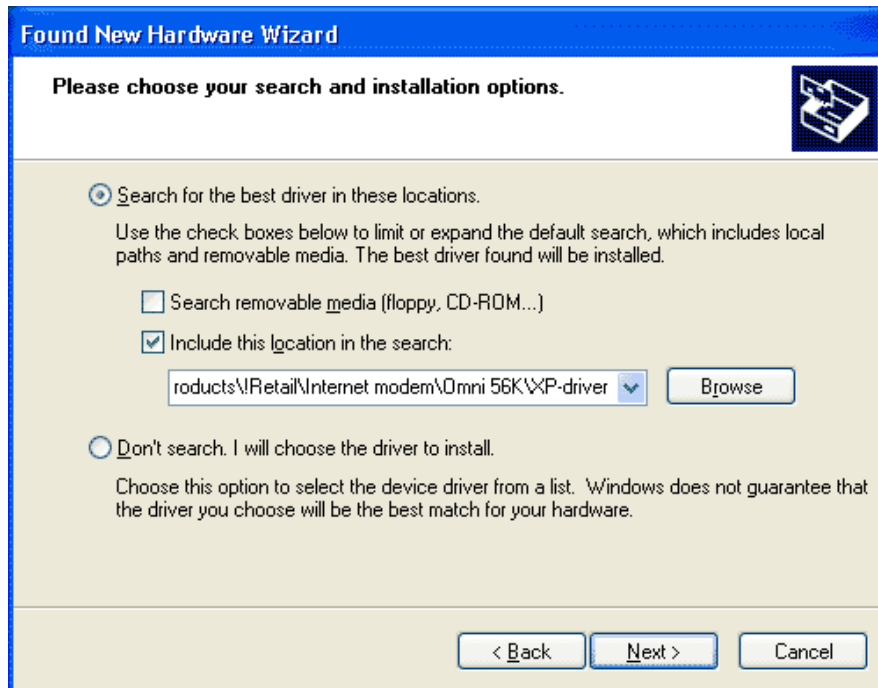 Found New Hardware Wizard
Please choose your search and installation options.
Search for the best driver in these locations.
Use the check boxes below to limit or expand the default search, which includes local
paths and removable media. The best driver found will be installed.
Search removable media (floppy, CD-ROM...)
Include this location in the search:
roducts\!Retail\Internet modem\Omni 56K\XP-driver
Browse
Don't search. I will choose the driver to install.
Choose this option to select the device driver from a list. Windows does not guarantee that
the driver you choose will be the best match for your hardware.
< Back Next > Cancel